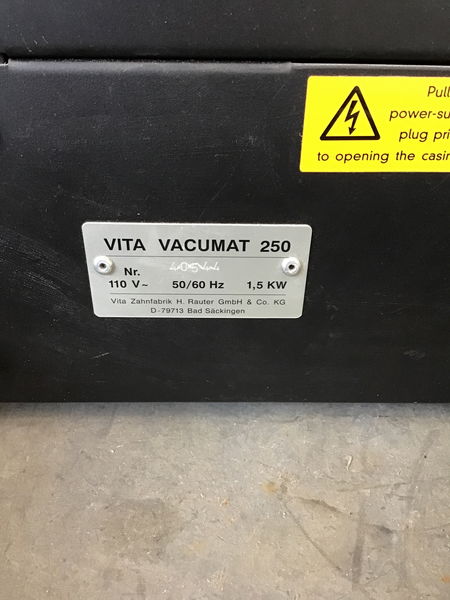 Pull
power-su
plug pri
to opening the casin
VITA VACUMAT 250
Nr. 40544
110 V~ 50/60 Hz 1,5 KW
Vita Zahnfabrik H. Rauter GmbH & Co. KG
D-79713 Bad Säckingen